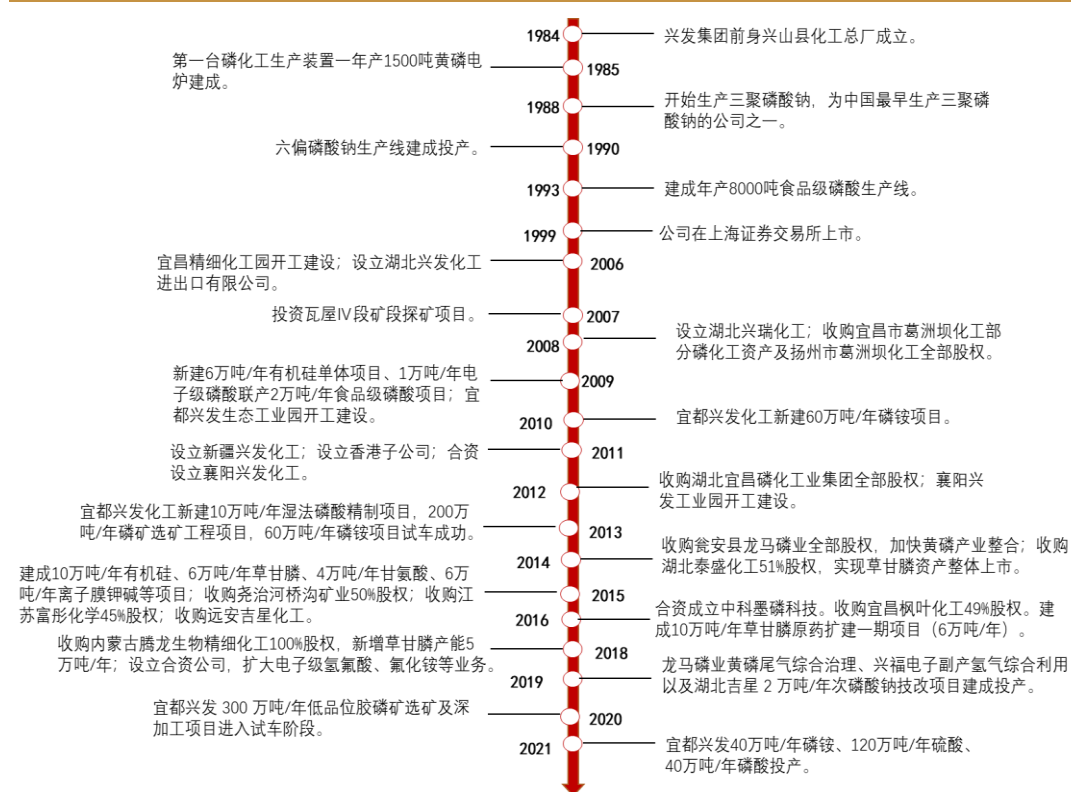 1984
兴发集团前身兴山县化工总厂成立。
第一台磷化工生产装置一年产1500吨黄磷电
炉建成。
1985
1988
开始生产三聚磷酸钠，为中国最早生产三聚磷
酸钠的公司之一。
六偏磷酸钠生产线建成投产。
1990
1993
建成年产8000吨食品级磷酸生产线。
1999
公司在上海证券交易所上市。
宜昌精细化工园开工建设；设立湖北兴发化工
进出口有限公司。
2006
投资瓦屋IV段矿段探矿项目。
2007
2008
设立湖北兴瑞化工；收购宜昌市葛洲坝化工部
分磷化工资产及扬州市葛洲坝化工全部股权。
新建6万吨/年有机硅单体项目、1万吨/年电
子级磷酸联产2万吨/年食品级磷酸项目；宜
都兴发生态工业园开工建设。
2009
2010
宜都兴发化工新建60万吨/年磷铵项目。
设立新疆兴发化工；设立香港子公司；合资
设立襄阳兴发化工。
2011
2012
收购湖北宜昌磷化工业集团全部股权；襄阳兴
发工业园开工建设。
宜都兴发化工新建10万吨/年湿法磷酸精制项目，200万
吨/年磷矿选矿工程项目，60万吨/年磷铵项目试车成功。
2013
2014
收购瓮安县龙马磷业全部股权，加快黄磷产业整合；收购
湖北泰盛化工51%股权，实现草甘膦资产整体上市。
建成10万吨/年有机硅、6万吨/年草甘膦、4万吨/年甘氨酸、6万
吨/年离子膜钾碱等项目；收购尧治河桥沟矿业50%股权；收购江
苏富彤化学45%股权；收购远安吉星化工。
2015
2016
合资成立中科墨磷科技。收购宜昌枫叶化工49%股权。建
成10万吨/年草甘膦原药扩建一期项目（6万吨/年）。
收购内蒙古腾龙生物精细化工100%股权，新增草甘膦产能5
万吨/年；设立合资公司，扩大电子级氢氟酸、氟化铵等业务。
2018
2019
龙马磷业黄磷尾气综合治理、兴福电子副产氢气综合利用
以及湖北吉星 2 万吨/年次磷酸钠技改项目建成投产。
宜都兴发 300 万吨/年低品位胶磷矿选矿及深
加工项目进入试车阶段。
2020
2021
宜都兴发40万吨/年磷铵、120万吨/年硫酸、
40万吨/年磷酸投产。